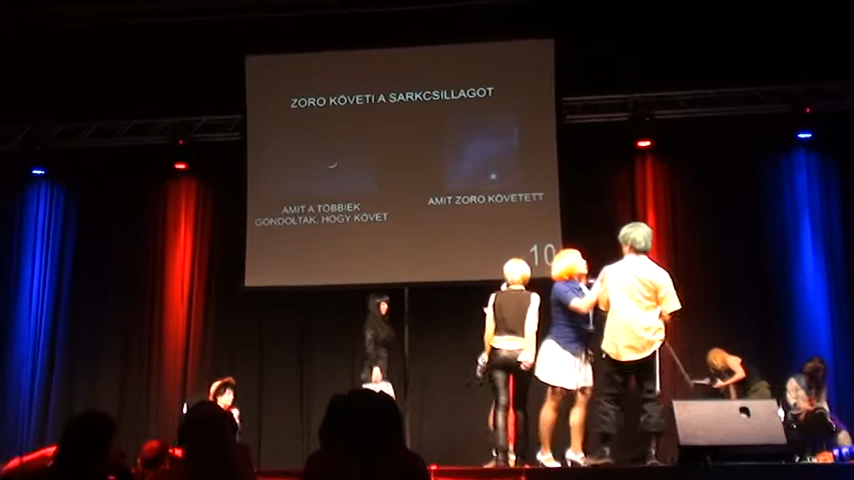 ZORO KÖVETI A SARKCSILLAGOT
AMIT A TÖBBIEK
GONDOLTAK, HOGY KÖVET
AMIT ZORO KÖVETETT
10